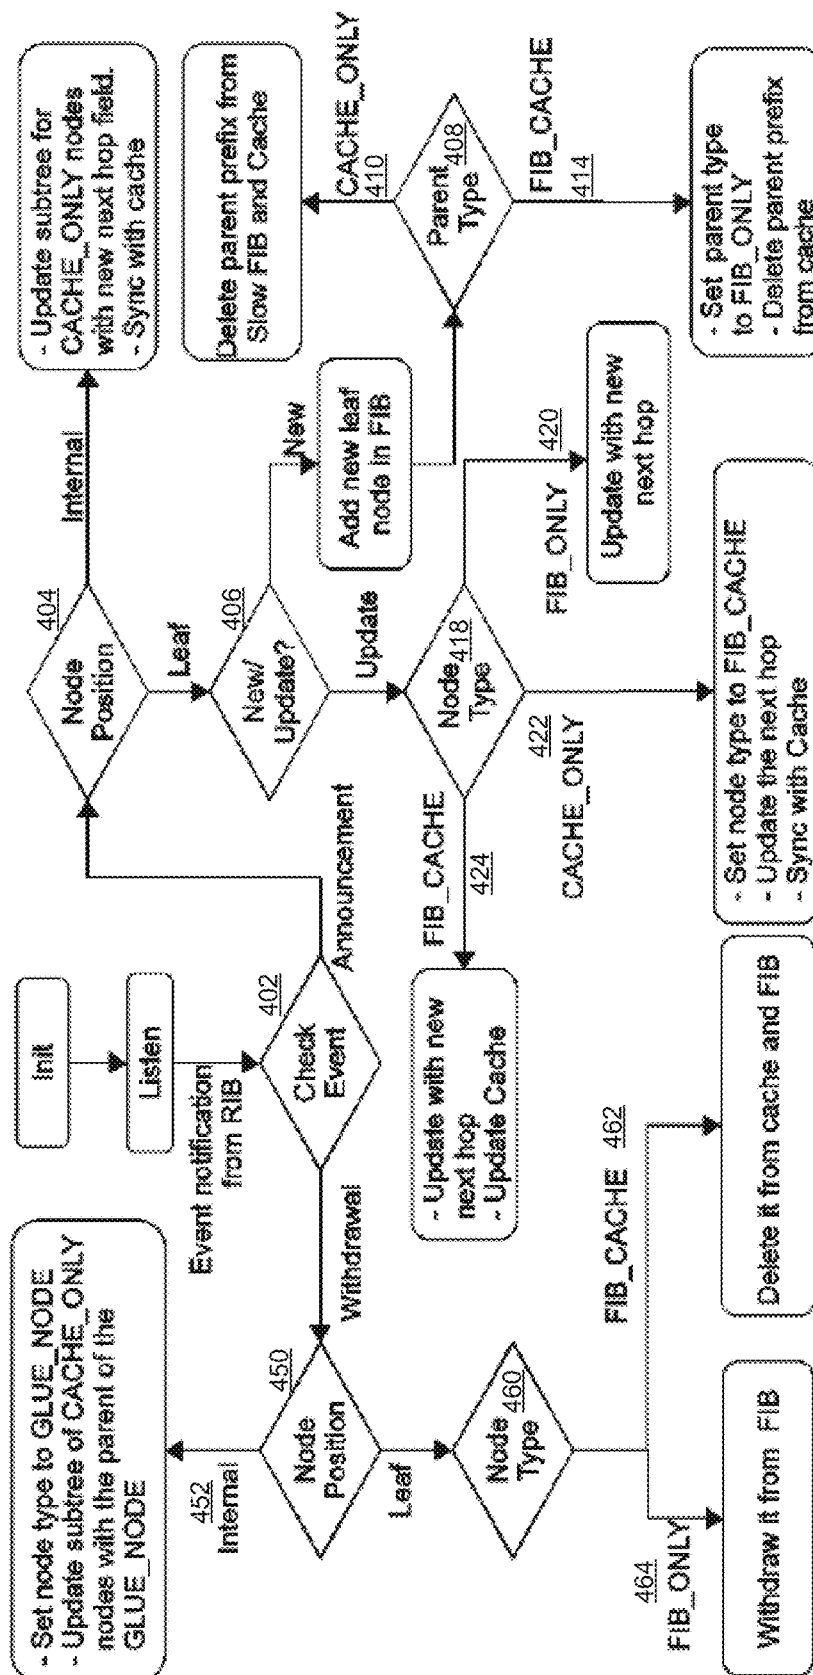 Init
Listen
Event notification
from RIB
Check
Event
402
Withdrawal
Announcement
450
Node
Position
452
Internal
- Set node type to GLUE_NODE
- Update subtree of CACHE_ONLY
nodes with the parent of the
GLUE_NODE
Leaf
Node
Type
460
464
FIB_ONLY
Withdraw it from FIB
FIB_CACHE
462
Delete it from cache and FIB
404
Node
Position
Internal
- Update subtree for
CACHE_ONLY nodes
with new next hop field.
- Sync with cache
Leaf
406
New/
Update?
New
Add new leaf
node in FIB
Parent
Type
408
CACHE_ONLY
410
Delete parent prefix from
Slow FIB and Cache
FIB_CACHE
414
- Set parent type
to FIB_ONLY
- Delete parent prefix
from cache
Update
Node
Type
418
FIB_ONLY
420
Update with new
next hop
CACHE_ONLY
422
- Set node type to FIB_CACHE
- Update the next hop
- Sync with Cache
FIB_CACHE
424
- Update with new
next hop
- Update Cache